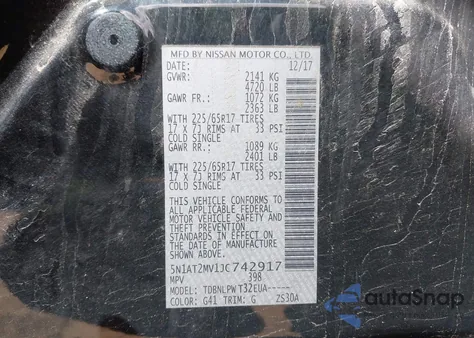 MFD BY NISSAN MOTOR CO., LTD.
DATE: 12/17
GVWR: 2141 KG
4720 LB
GAWR FR: 1072 KG
2363 LB
WITH 225/65R17 TIRES
17 X 7J RIMS AT 33 PSI
COLD SINGLE
GAWR RR: 1089 KG
2401 LB
WITH 225/65R17 TIRES
17 X 7J RIMS AT 33 PSI
COLD SINGLE
THIS VEHICLE CONFORMS TO
ALL APPLICABLE FEDERAL
MOTOR VEHICLE SAFETY AND
THEFT PREVENTION
STANDARDS IN EFFECT ON
THE DATE OF MANUFACTURE
SHOWN ABOVE.
5N1AT2MV1JC742917
MPV 398
MODEL: TDBNLPW T32EUA-----
COLOR: G41 TRIM: G ZS30A
AutaSnap